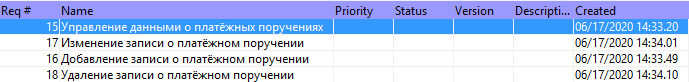 Req # Name Priority Status Version Descripti... Created
15 Управление данными о платёжных поручениях 06/17/2020 14:33.20
17 Изменение записи о платёжном поручении 06/17/2020 14:34.01
16 Добавление записи о платёжном поручении 06/17/2020 14:33.49
18 Удаление записи о платёжном поручении 06/17/2020 14:34.10